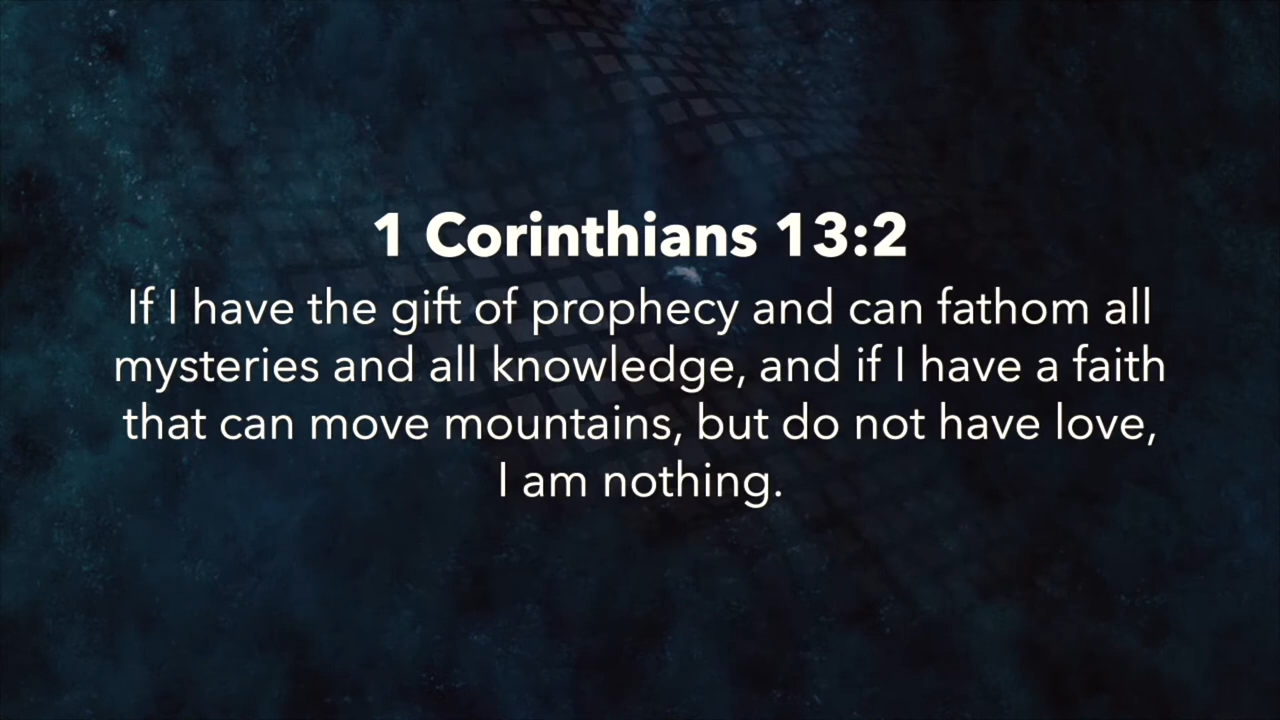 1 Corinthians 13:2
If I have the gift of prophecy and can fathom all
mysteries and all knowledge, and if I have a faith
that can move mountains, but do not have love,
I am nothing.